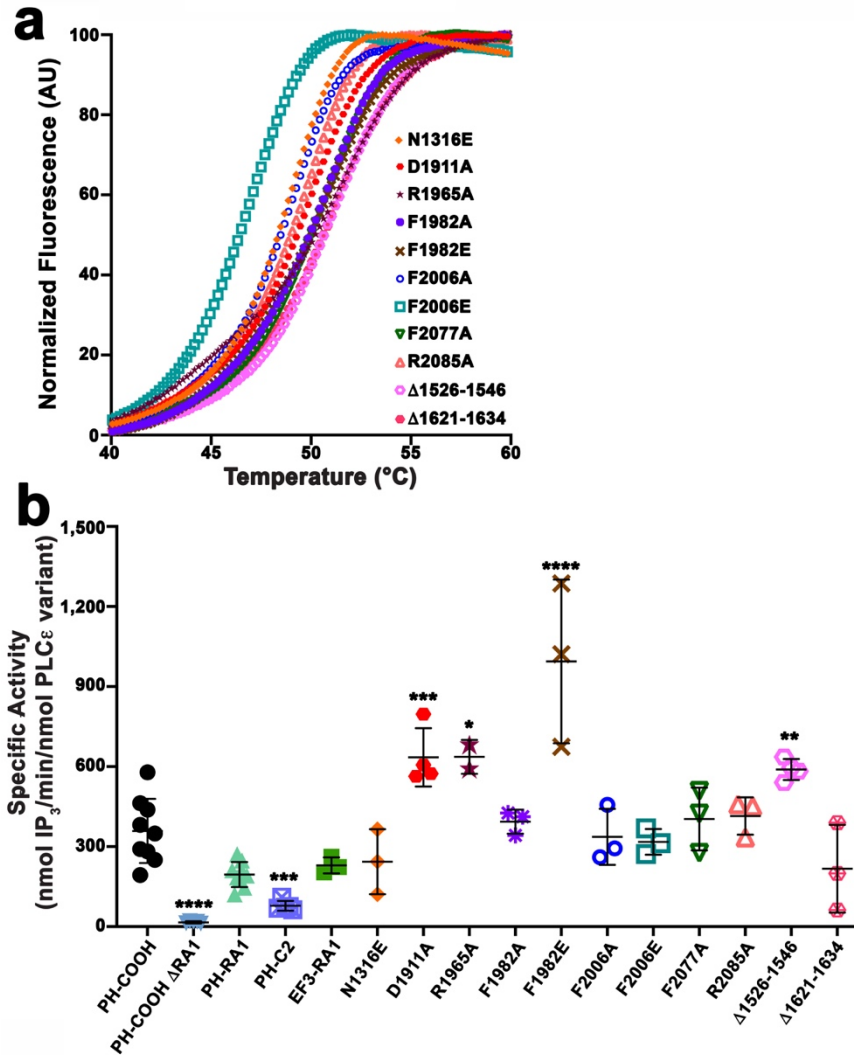 a
Normalized Fluorescence (AU)
100
80
60
40
20
0
40
45
50
55
60
Temperature (°C)
N1316E
D1911A
R1965A
F1982A
F1982E
F2006A
F2006E
F2077A
R2085A
Δ1526-1546
Δ1621-1634
b
Specific Activity
(nmol IP3/min/nmol PLCε variant)
1,500
1,200
900
600
300
0
****
***
***
*
****
**
PH-COOH
PH-COOH ΔRA1
PH-RA1
PH-C2
EF3-RA1
N1316E
D1911A
R1965A
F1982A
F1982E
F2006A
F2006E
F2077A
R2085A
Δ1526-1546
Δ1621-1634